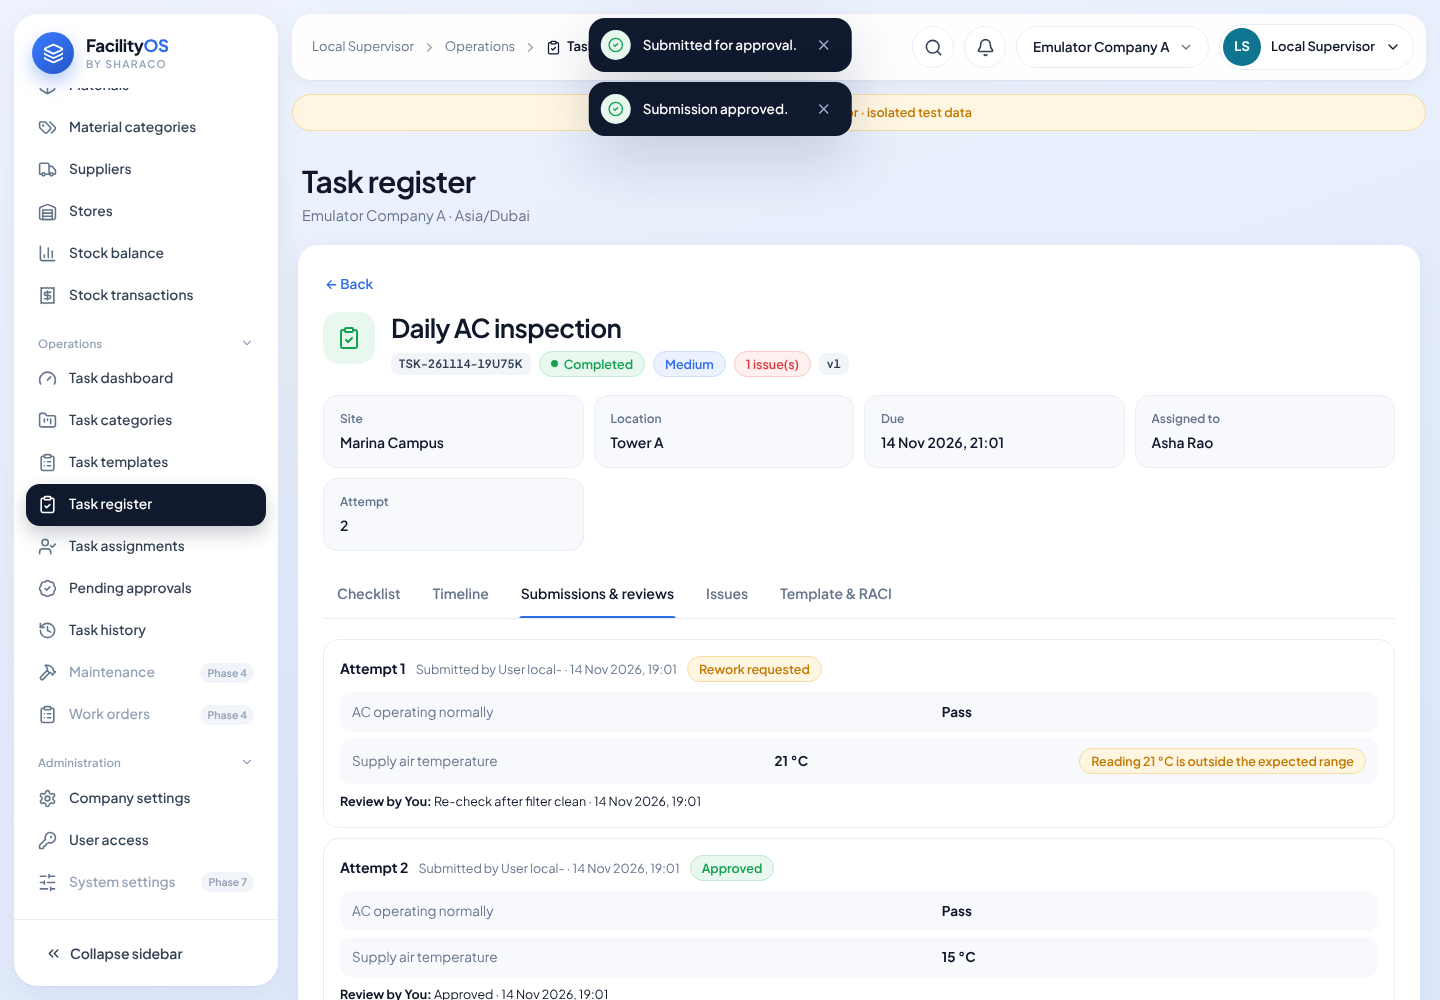 FacilityOS
BY SHARACO
Materials
Material categories
Suppliers
Stores
Stock balance
Stock transactions
Operations
Task dashboard
Task categories
Task templates
Task register
Task assignments
Pending approvals
Task history
Maintenance Phase 4
Work orders Phase 4
Administration
Company settings
User access
System settings Phase 7
Collapse sidebar
Local Supervisor Operations
Submitted for approval.
Submission approved.
Emulator Company A
LS Local Supervisor
· isolated test data
Task register
Emulator Company A · Asia/Dubai
← Back
Daily AC inspection
TSK-261114-19U75K Completed Medium 1 issue(s) v1
Site
Marina Campus
Location
Tower A
Due
14 Nov 2026, 21:01
Assigned to
Asha Rao
Attempt
2
Checklist Timeline Submissions & reviews Issues Template & RACI
Attempt 1 Submitted by User local- · 14 Nov 2026, 19:01 Rework requested
AC operating normally Pass
Supply air temperature 21 °C Reading 21 °C is outside the expected range
Review by You: Re-check after filter clean · 14 Nov 2026, 19:01
Attempt 2 Submitted by User local- · 14 Nov 2026, 19:01 Approved
AC operating normally Pass
Supply air temperature 15 °C
Review by You: Approved · 14 Nov 2026, 19:01